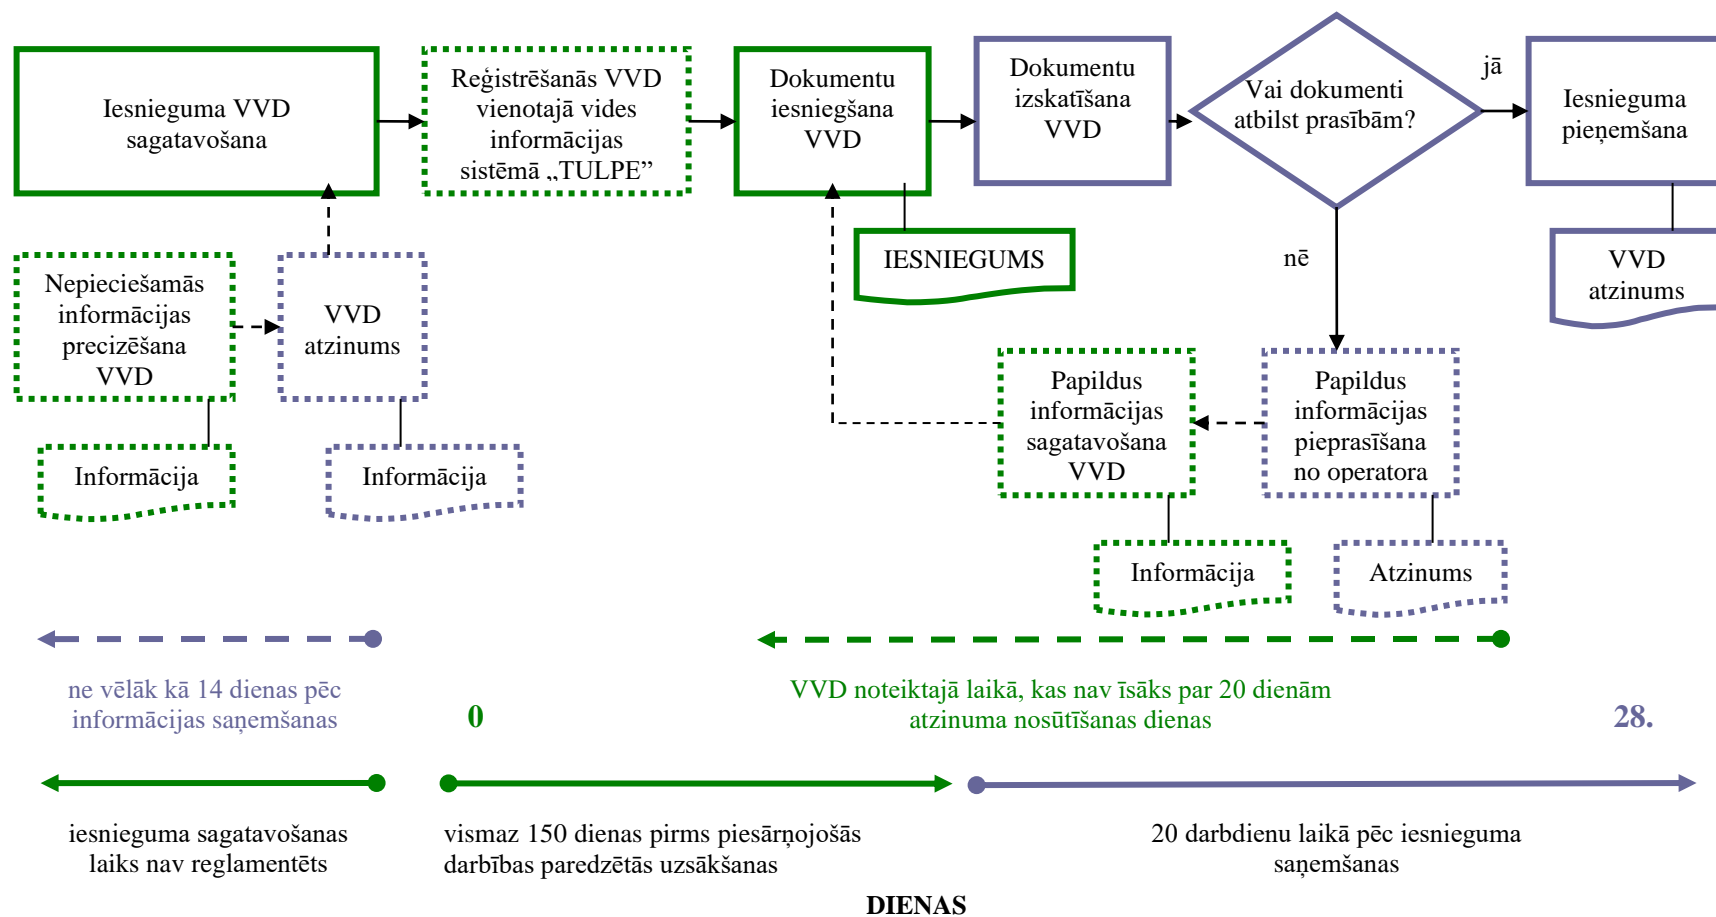 Iesnieguma VVD
sagatavošana
Reģistrēšanās VVD
vienotajā vides
informācijas
sistēmā „TULPE”
Dokumentu
iesniegšana
VVD
Dokumentu
izskatīšana
VVD
Vai dokumenti
atbilst prasībām?
jā
Iesnieguma
pieņemšana
nē
IESNIEGUMS
VVD
atzinums
Nepieciešamās
informācijas
precizēšana
VVD
VVD
atzinums
Papildus
informācijas
sagatavošana
VVD
Papildus
informācijas
pieprasīšana
no operatora
Informācija
Informācija
Informācija
Atzinums
ne vēlāk kā 14 dienas pēc
informācijas saņemšanas
0
VVD noteiktajā laikā, kas nav īsāks par 20 dienām
atzinuma nosūtīšanas dienas
28.
iesnieguma sagatavošanas
laiks nav reglamentēts
vismaz 150 dienas pirms piesārņojošās
darbības paredzētās uzsākšanas
20 darbdienu laikā pēc iesnieguma
saņemšanas
DIENAS